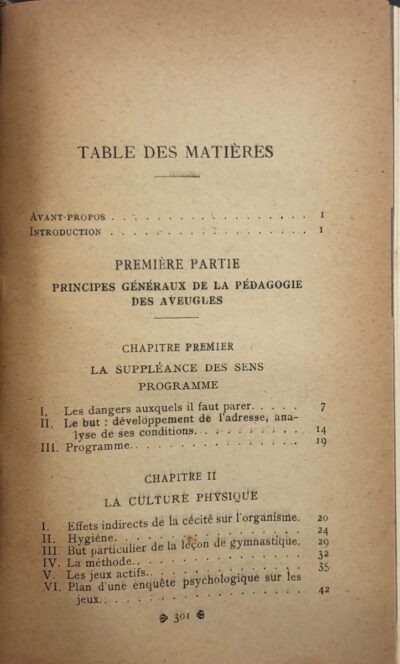 TABLE DES MATIÈRES
AVANT-PROPOS . . . . . . . . . . . . . . . . . 1
INTRODUCTION . . . . . . . . . . . . . . . . . 1
PREMIÈRE PARTIE
PRINCIPES GÉNÉRAUX DE LA PÉDAGOGIE
DES AVEUGLES
CHAPITRE PREMIER
LA SUPPLÉANCE DES SENS
PROGRAMME
I. Les dangers auxquels il faut parer. . . . . 7
II. Le but : développement de l'adresse, ana-
lyse de ses conditions. . . . . . . . . 14
III. Programme. . . . . . . . . . . . . . 19
CHAPITRE II
LA CULTURE PHYSIQUE
I. Effets indirects de la cécité sur l'organisme. 20
II. Hygiène. . . . . . . . . . . . . . . 24
III. But particulier de la leçon de gymnastique. 29
IV. La méthode. . . . . . . . . . . . . . 32
V. Les jeux actifs. . . . . . . . . . . . . 35
VI. Plan d'une enquête psychologique sur les
jeux. . . . . . . . . . . . . . . . 42
301